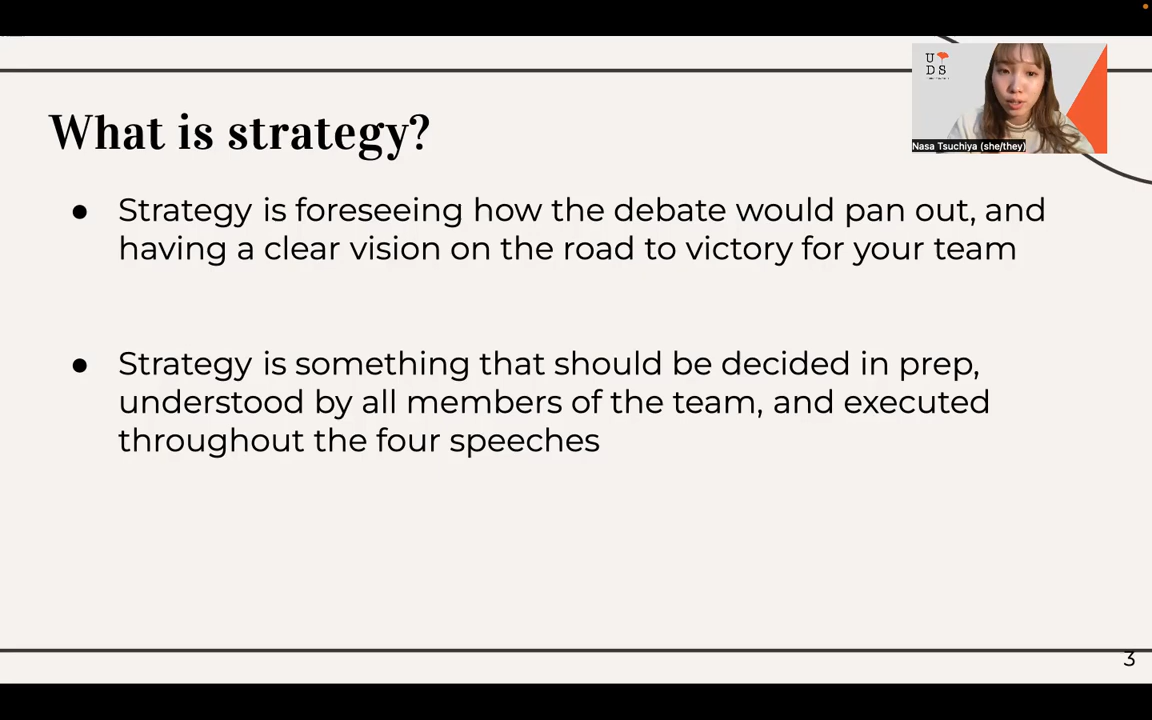 U
DS
What is strategy?
Nasa Tsuchiya (she/they)
● Strategy is foreseeing how the debate would pan out, and
having a clear vision on the road to victory for your team
● Strategy is something that should be decided in prep,
understood by all members of the team, and executed
throughout the four speeches
3